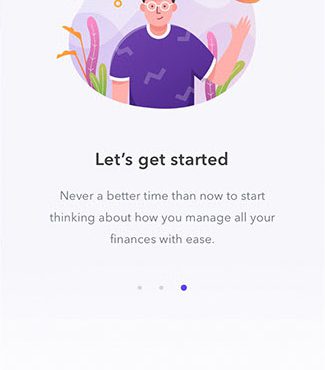 Let's get started
Never a better time than now to start
thinking about how you manage all your
finances with ease.